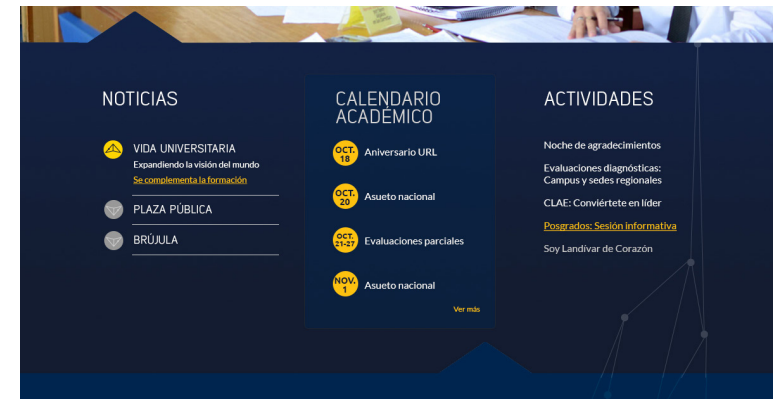 NOTICIAS
VIDA UNIVERSITARIA
Expandiendo la visión del mundo
Se complementa la formación
PLAZA PÚBLICA
BRÚJULA
CALENDARIO
ACADÉMICO
OCT.
18
Aniversario URL
OCT.
20
Asueto nacional
OCT.
21-27
Evaluaciones parciales
NOV.
1
Asueto nacional
Ver más
ACTIVIDADES
Noche de agradecimientos
Evaluaciones diagnósticas:
Campus y sedes regionales
CLAE: Conviértete en líder
Posgrados: Sesión informativa
Soy Landívar de Corazón